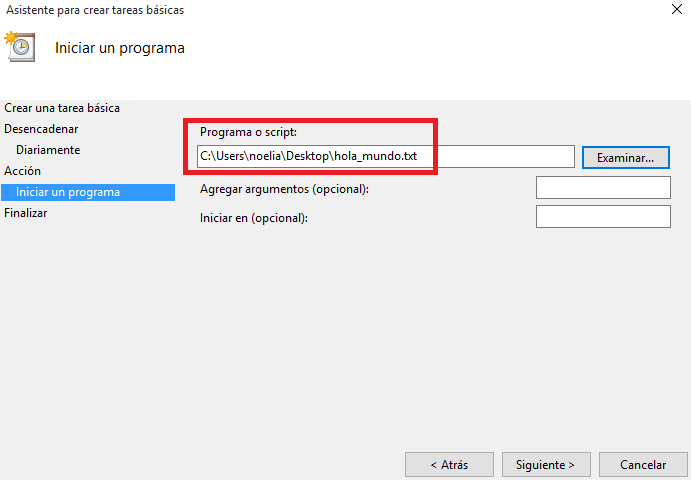 Asistente para crear tareas básicas
Iniciar un programa
Crear una tarea básica
Desencadenar
Diariamente
Acción
Iniciar un programa
Finalizar
Programa o script:
C:\Users\noelia\Desktop\hola_mundo.txt
Examinar...
Agregar argumentos (opcional):
Iniciar en (opcional):
< Atrás
Siguiente >
Cancelar